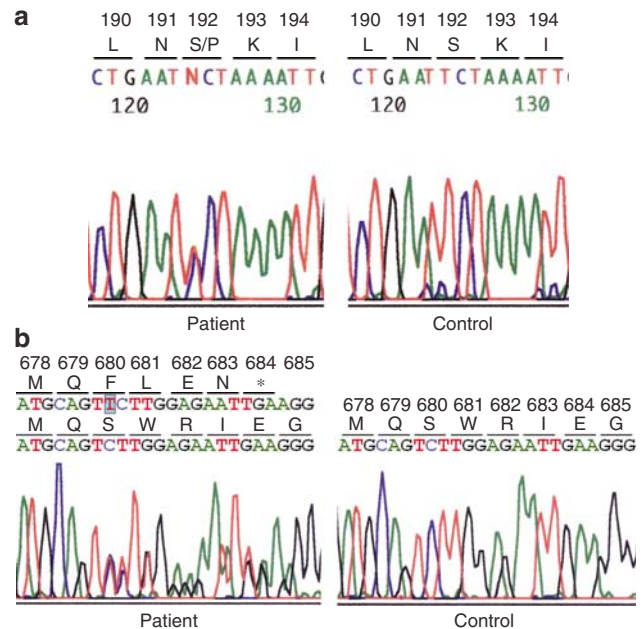 a
190 191 192 193 194
L N S/P K I
CTGAATNCTAAAATT
120 130
Patient
190 191 192 193 194
L N S K I
CTGAATTCTAAAATT
120 130
Control
b
678 679 680 681 682 683 684 685
M Q F L E N *
ATGCAGTTCTTGGAGAATTGAAGG
M Q S W R I E G
ATGCAGTCTTGGAGAATTGAAGGG
Patient
678 679 680 681 682 683 684 685
M Q S W R I E G
ATGCAGTCTTGGAGAATTGAAGGG
Control